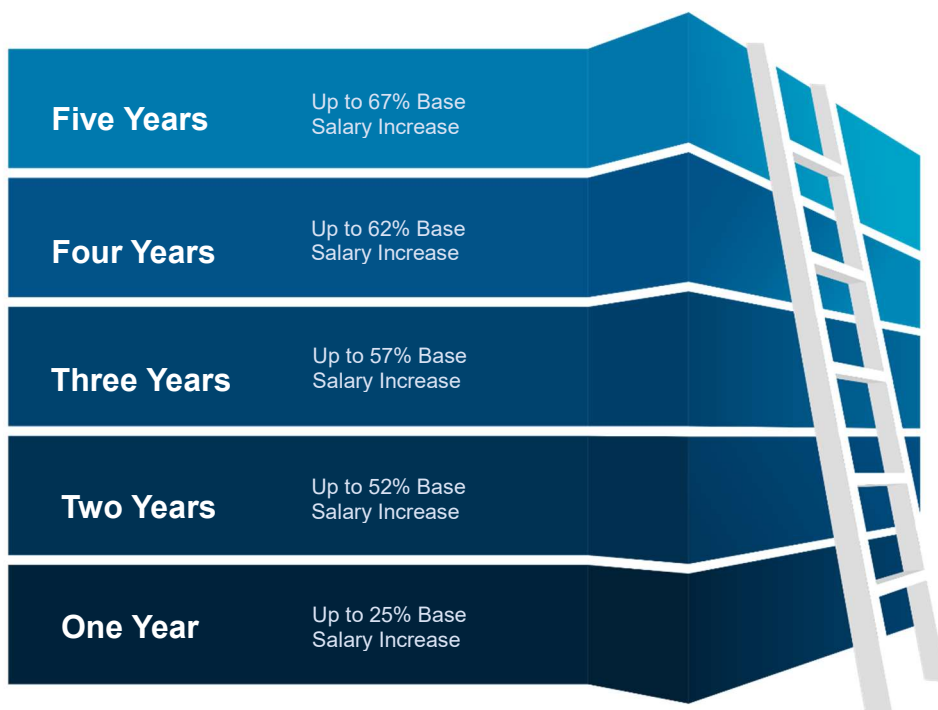 Five Years
Up to 67% Base
Salary Increase
Four Years
Up to 62% Base
Salary Increase
Three Years
Up to 57% Base
Salary Increase
Two Years
Up to 52% Base
Salary Increase
One Year
Up to 25% Base
Salary Increase